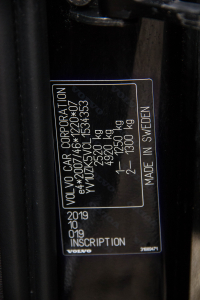 VOLVO CAR CORPORATION
e4*2007/46*1220*07
YV1UZK5VCL1534353
2520 kg
4920 kg
1— 1250 kg
2— 1300 kg
MADE IN SWEDEN
2019
10
019
INSCRIPTION
VOLVO